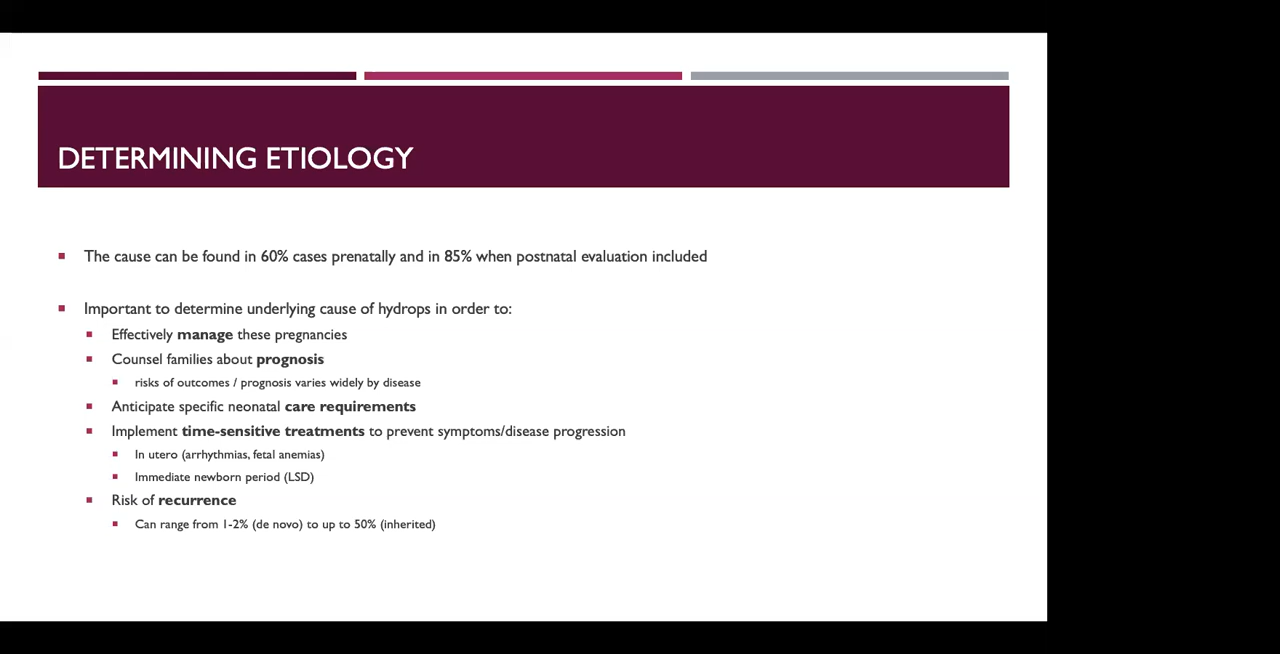 DETERMINING ETIOLOGY
The cause can be found in 60% cases prenatally and in 85% when postnatal evaluation included
Important to determine underlying cause of hydrops in order to:
Effectively manage these pregnancies
Counsel families about prognosis
risks of outcomes / prognosis varies widely by disease
Anticipate specific neonatal care requirements
Implement time-sensitive treatments to prevent symptoms/disease progression
In utero (arrhythmias, fetal anemias)
Immediate newborn period (LSD)
Risk of recurrence
Can range from 1-2% (de novo) to up to 50% (inherited)